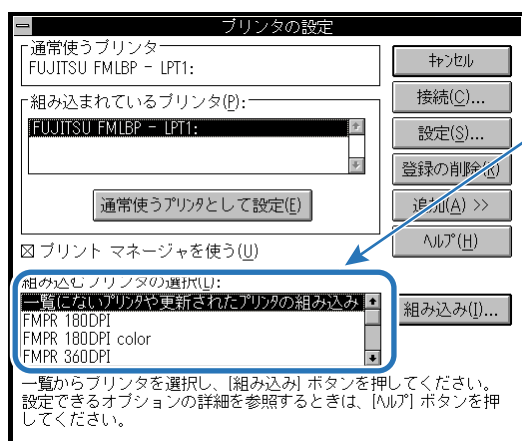 プリンタの設定
通常使うプリンタ
FUJITSU FMLBP - LPT1:
キャンセル
組み込まれているプリンタ(P):
接続(C)...
FUJITSU FMLBP - LPT1:
設定(S)...
登録の削除(R)
通常使うプリンタとして設定(E)
追加(A) >>
プリント マネージャを使う(U)
ヘルプ(H)
組み込むプリンタの選択(L):
一覧にないプリンタや更新されたプリンタの組み込み
組み込み(I)...
FMPR 180DPI
FMPR 180DPI color
FMPR 360DPI
一覧からプリンタを選択し、[組み込み] ボタンを押してください。
設定できるオプションの詳細を参照するときは、[ヘルプ] ボタンを押
してください。